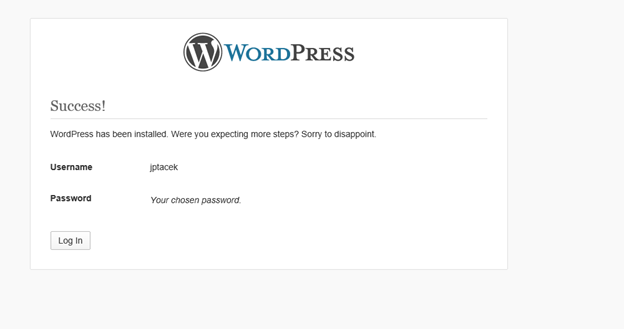 WORDPRESS
Success!
WordPress has been installed. Were you expecting more steps? Sorry to disappoint.
Username jptacek
Password Your chosen password.
Log In